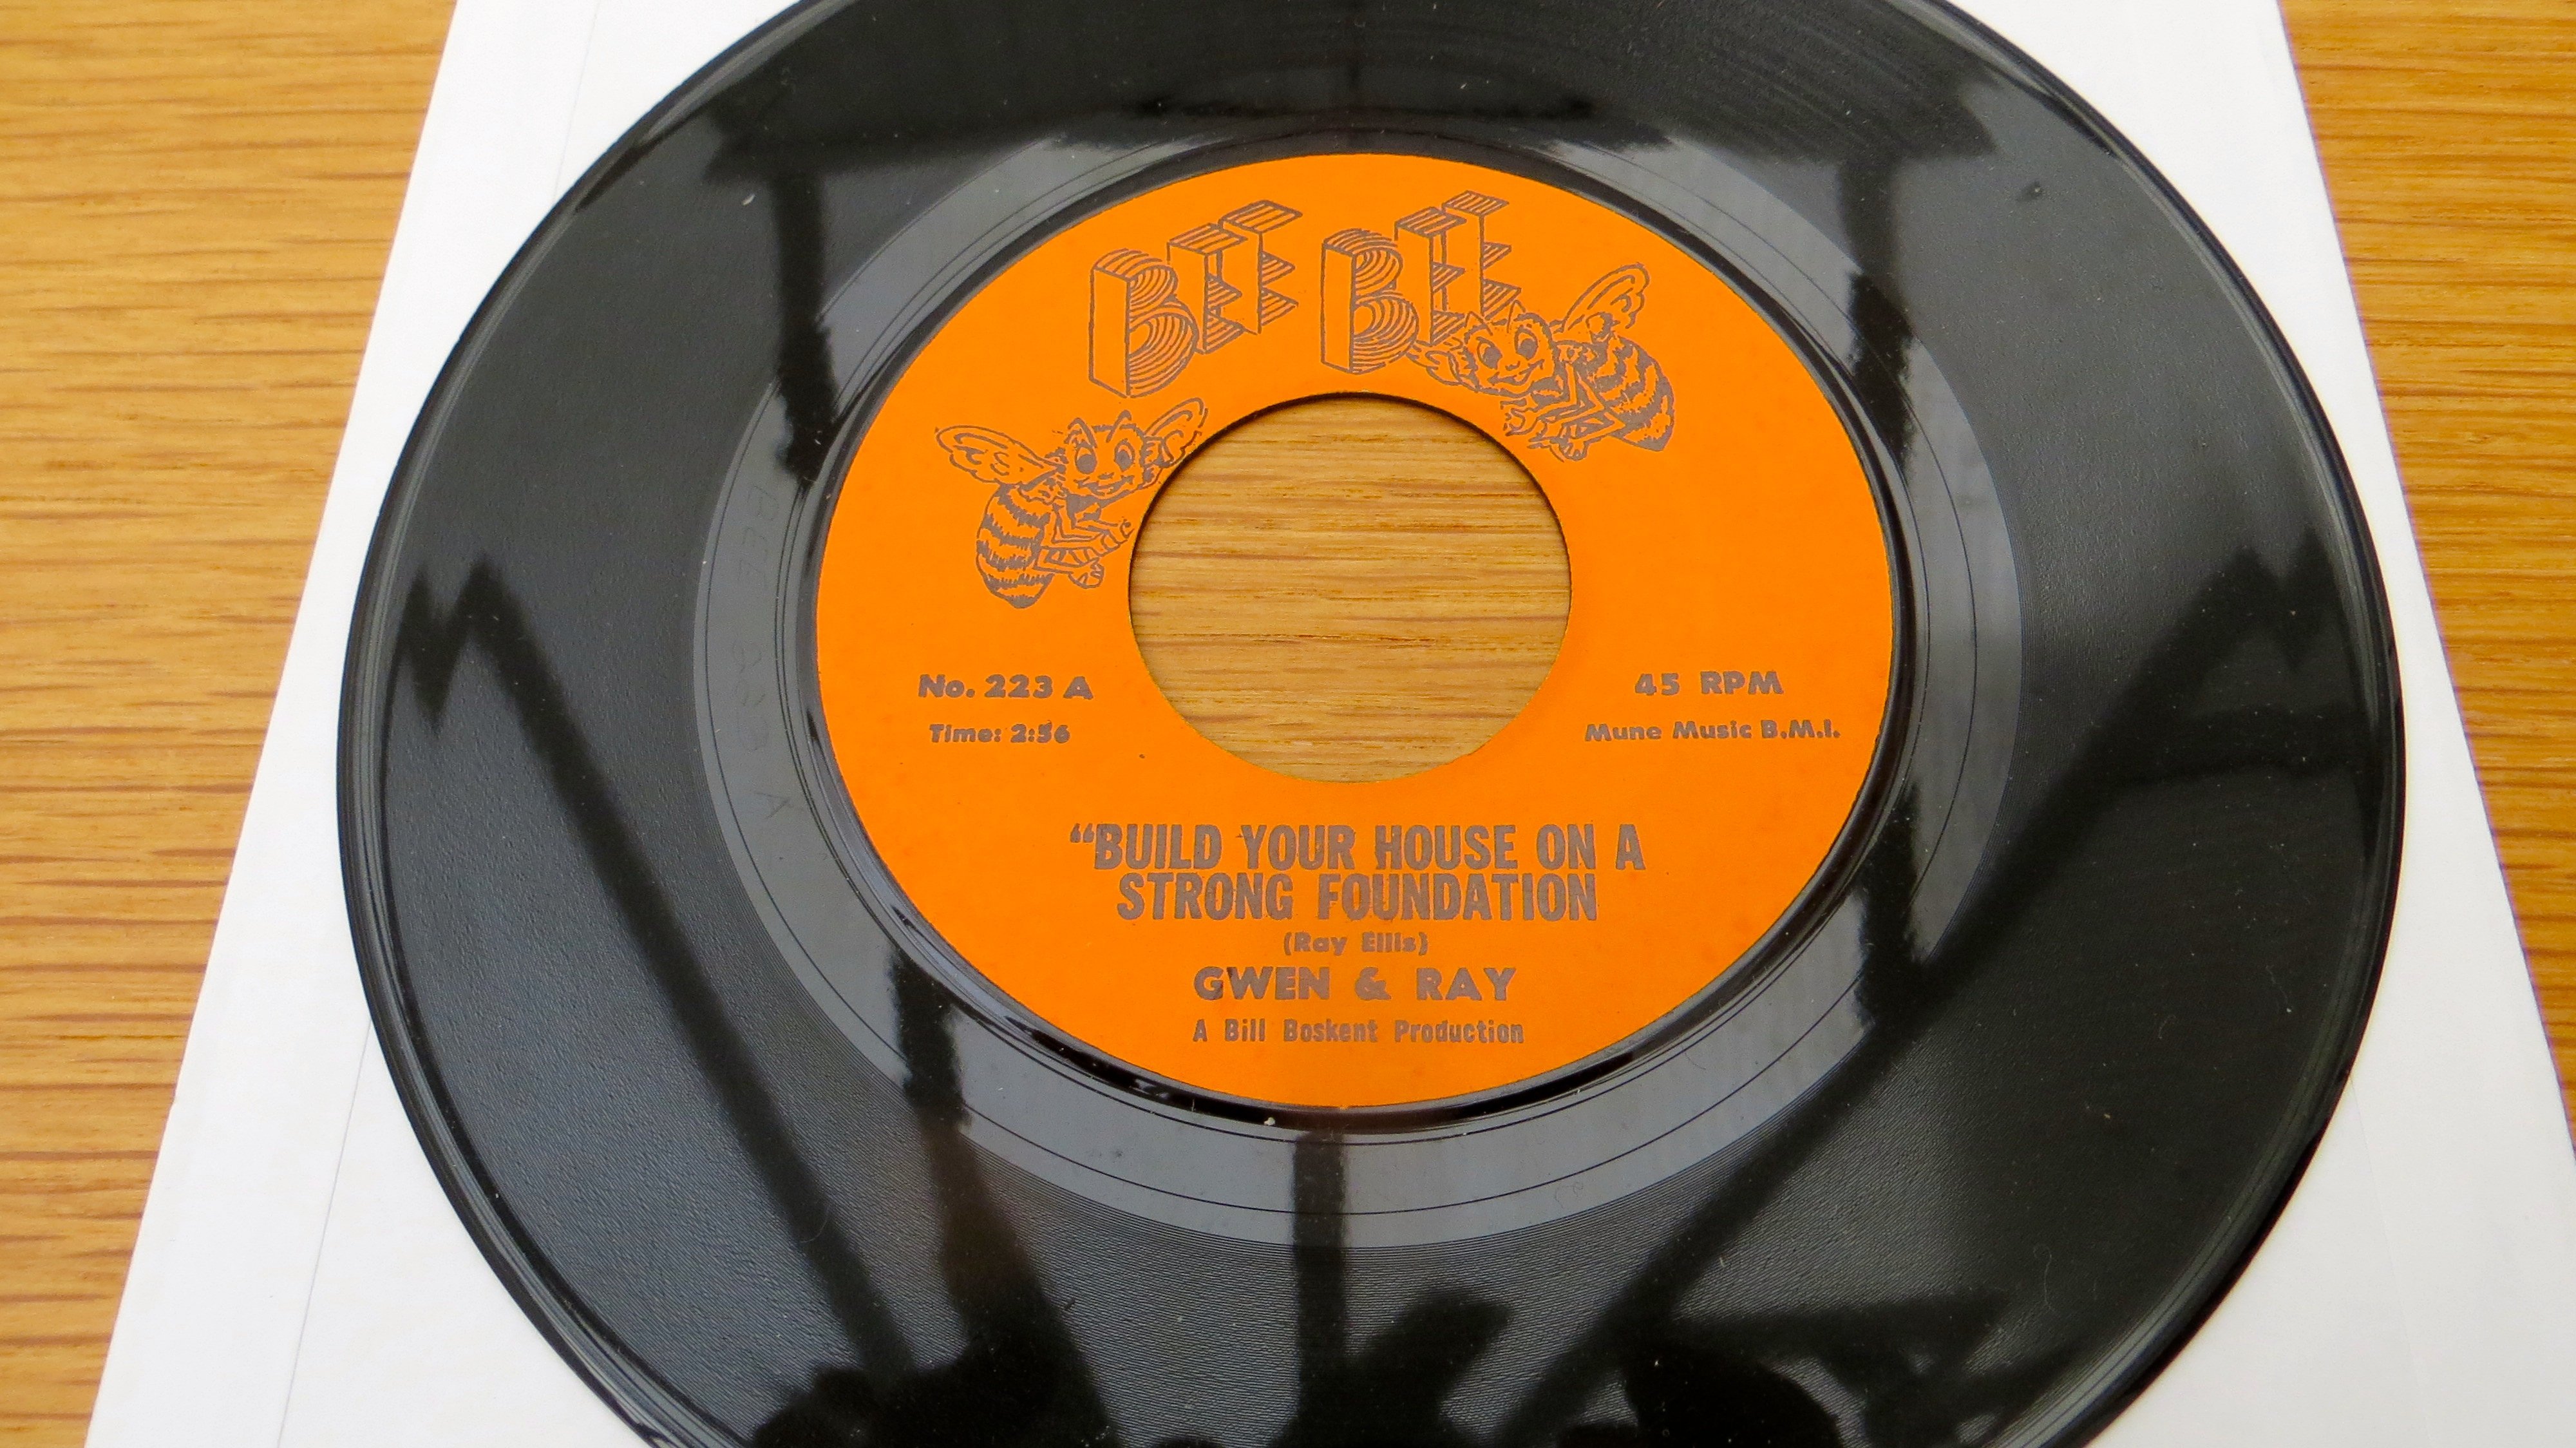 BEE BEE
No. 223 A
Time: 2:56
45 RPM
Mune Music B.M.I.
“BUILD YOUR HOUSE ON A
STRONG FOUNDATION
(Ray Ellis)
GWEN & RAY
A Bill Boskent Production